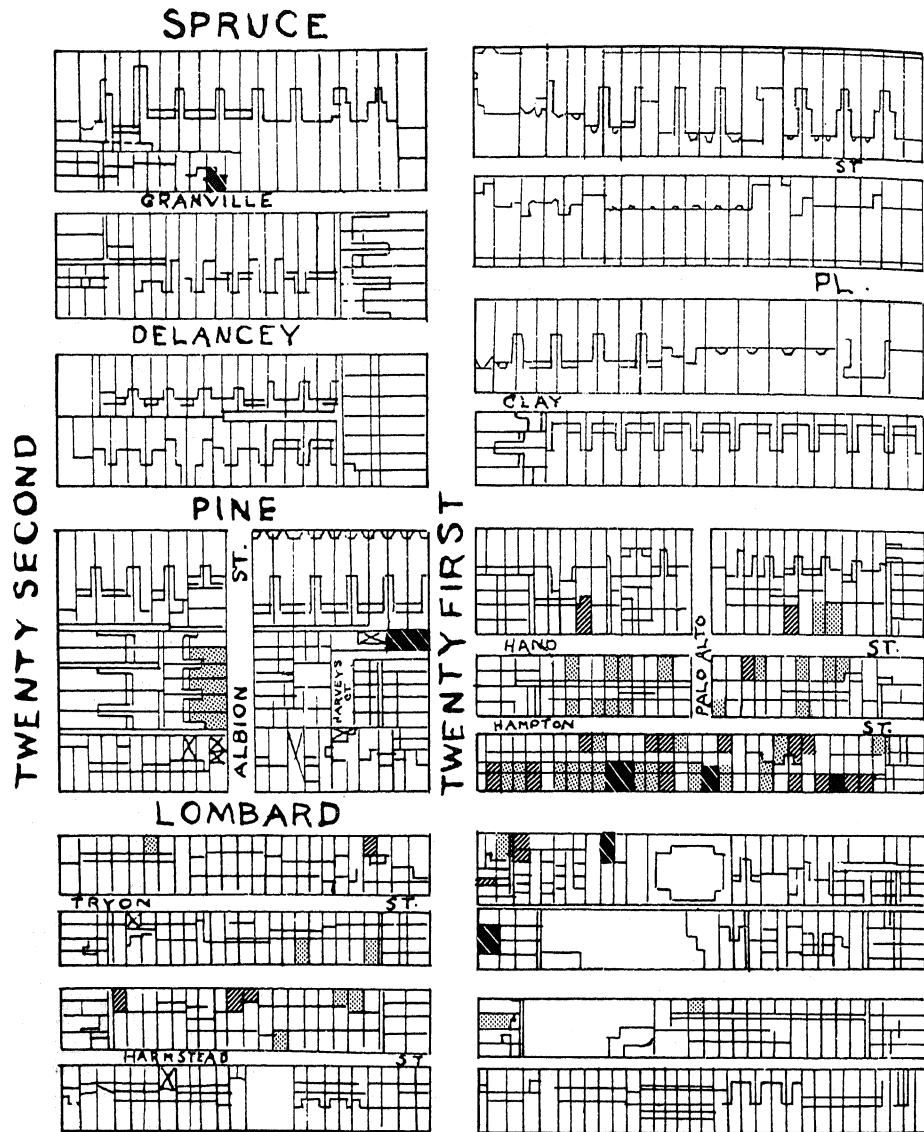 SPRUCE
ST
GRANVILLE
PL.
DELANCEY
CLAY
TWENTY SECOND
PINE
ST.
ALBION
TWENTY FIRST
HARVEY'S
CT
HAND
ST.
PALO ALTO
HAMPTON
ST.
LOMBARD
TRYON
ST.
HARMSTEAD
ST